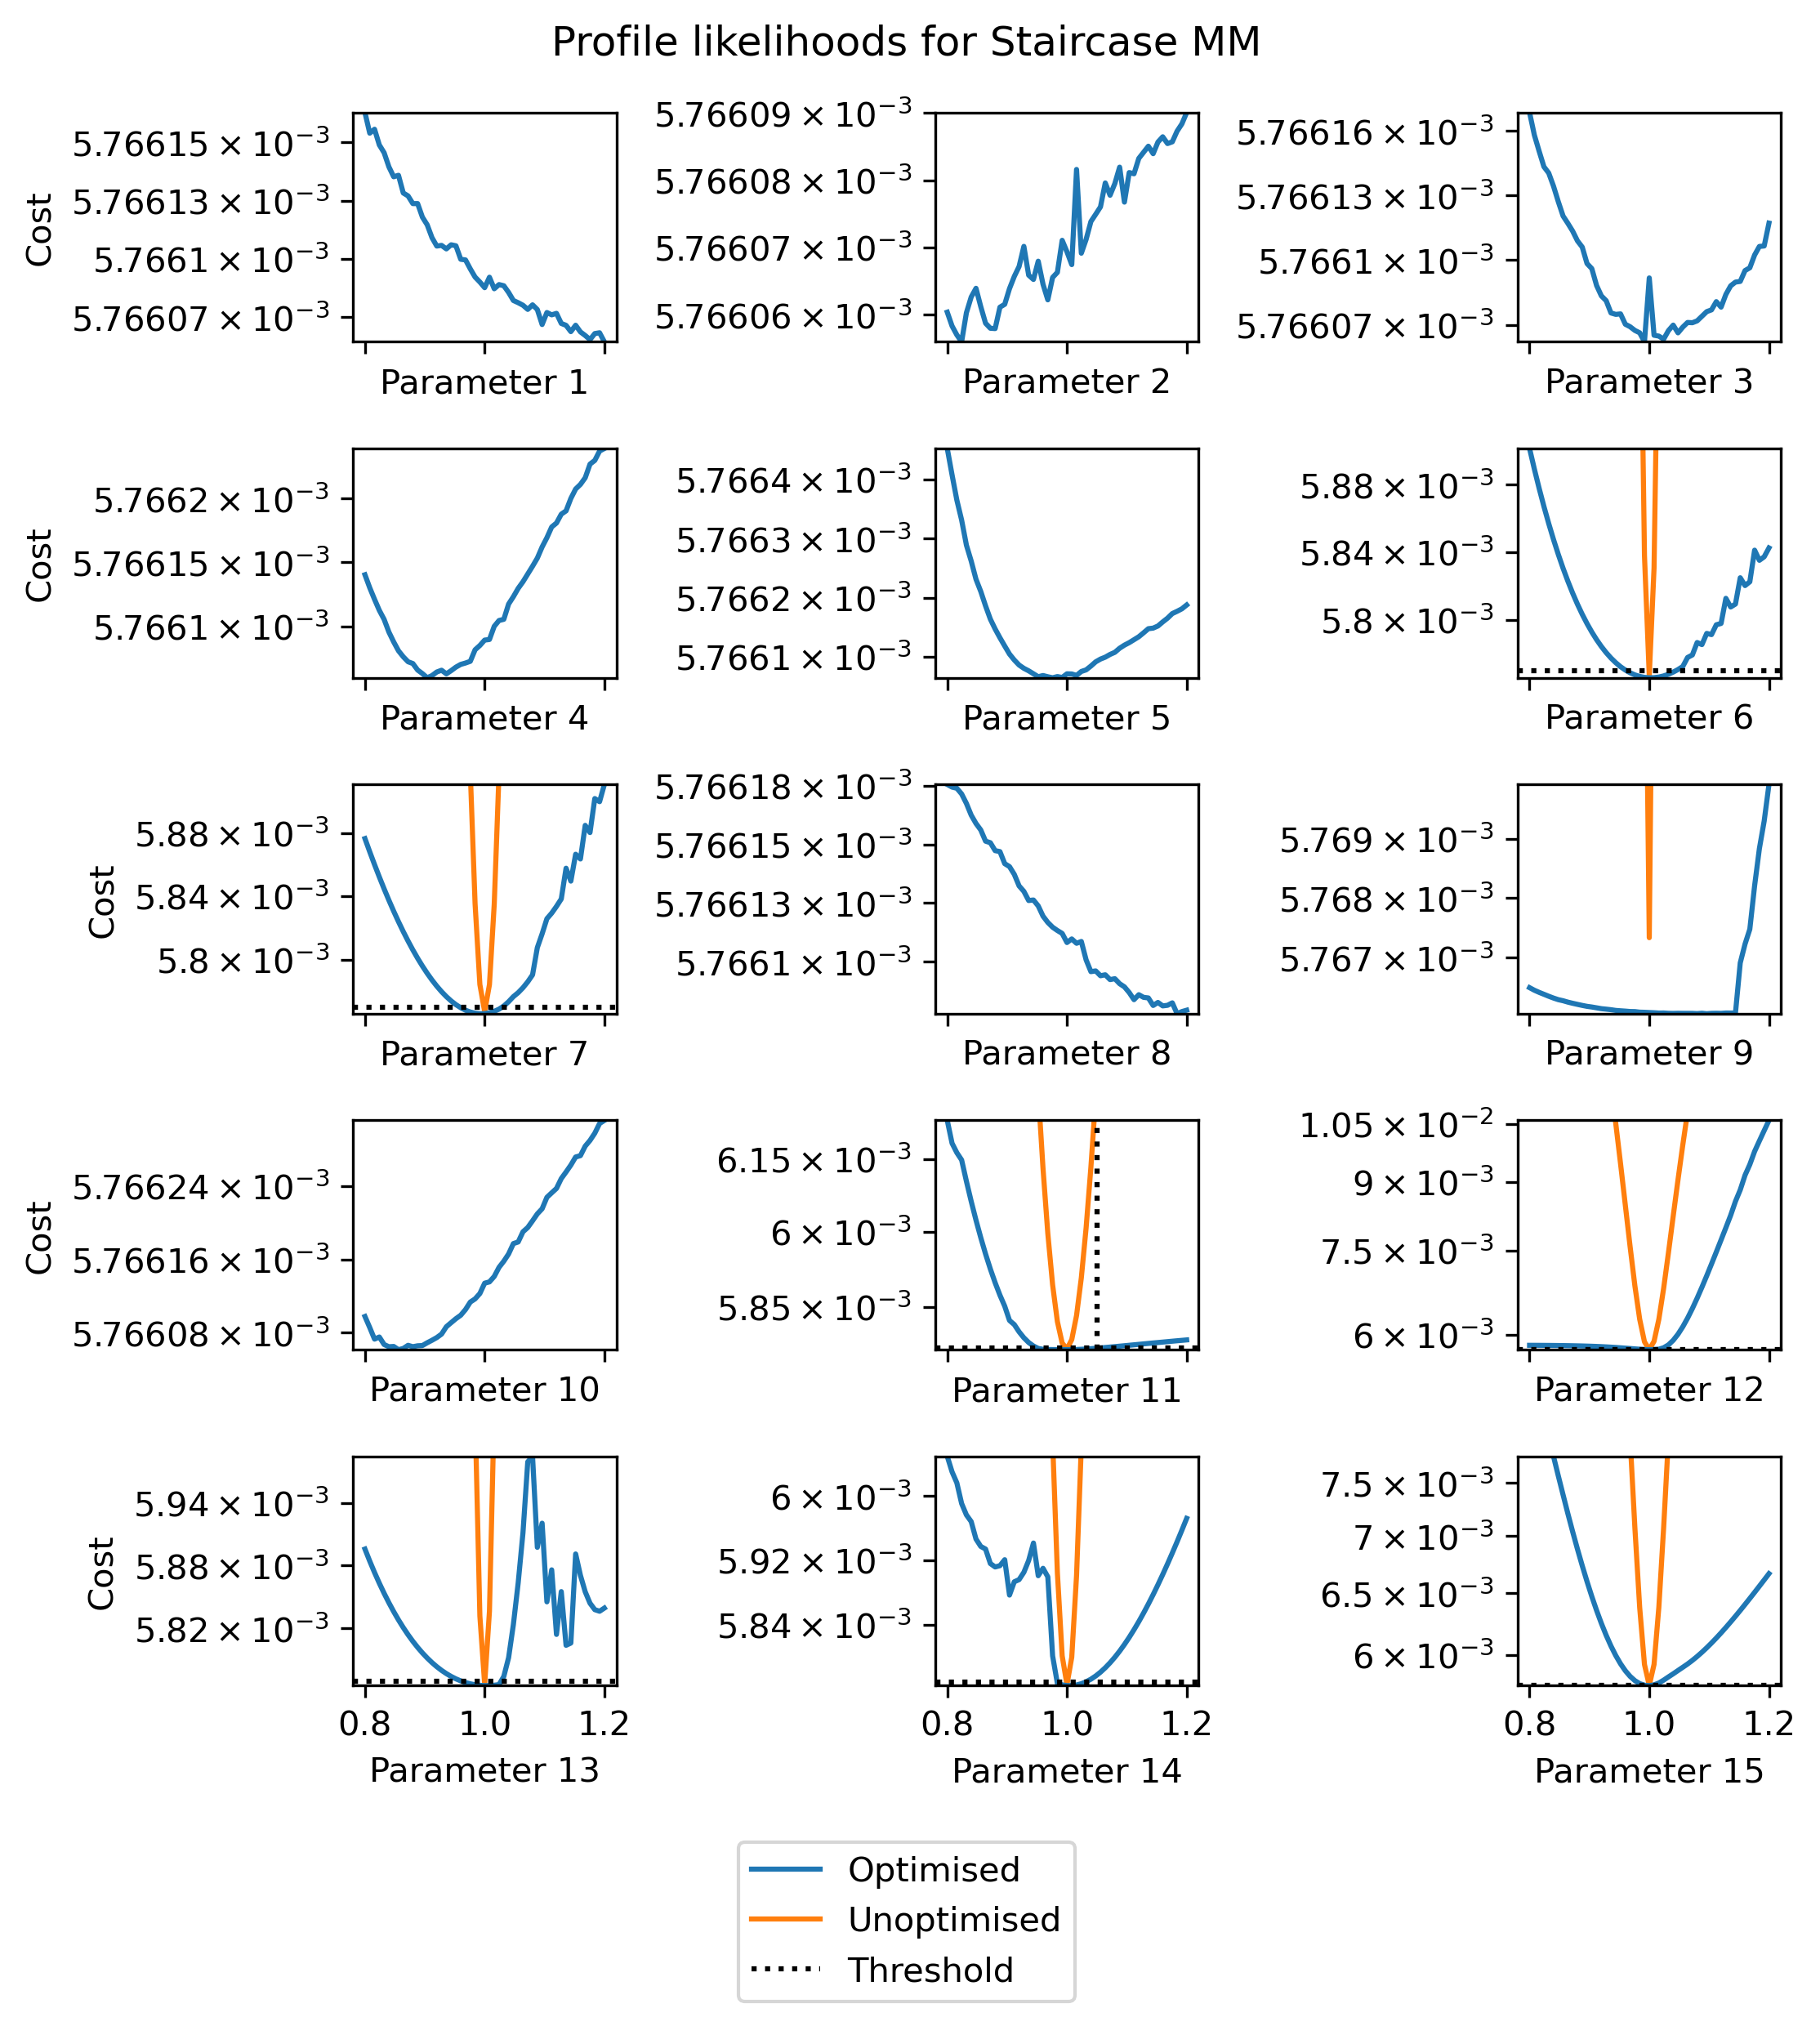 Profile likelihoods for Staircase MM
Cost
5.76615 × 10⁻³
5.76613 × 10⁻³
5.7661 × 10⁻³
5.76607 × 10⁻³
Parameter 1
5.76609 × 10⁻³
5.76608 × 10⁻³
5.76607 × 10⁻³
5.76606 × 10⁻³
Parameter 2
5.76616 × 10⁻³
5.76613 × 10⁻³
5.7661 × 10⁻³
5.76607 × 10⁻³
Parameter 3
Cost
5.7662 × 10⁻³
5.76615 × 10⁻³
5.7661 × 10⁻³
Parameter 4
5.7664 × 10⁻³
5.7663 × 10⁻³
5.7662 × 10⁻³
5.7661 × 10⁻³
Parameter 5
5.88 × 10⁻³
5.84 × 10⁻³
5.8 × 10⁻³
Parameter 6
Cost
5.88 × 10⁻³
5.84 × 10⁻³
5.8 × 10⁻³
Parameter 7
5.76618 × 10⁻³
5.76615 × 10⁻³
5.76613 × 10⁻³
5.7661 × 10⁻³
Parameter 8
5.769 × 10⁻³
5.768 × 10⁻³
5.767 × 10⁻³
Parameter 9
Cost
5.76624 × 10⁻³
5.76616 × 10⁻³
5.76608 × 10⁻³
Parameter 10
6.15 × 10⁻³
6 × 10⁻³
5.85 × 10⁻³
Parameter 11
1.05 × 10⁻²
9 × 10⁻³
7.5 × 10⁻³
6 × 10⁻³
Parameter 12
Cost
5.94 × 10⁻³
5.88 × 10⁻³
5.82 × 10⁻³
0.8 1.0 1.2
Parameter 13
6 × 10⁻³
5.92 × 10⁻³
5.84 × 10⁻³
0.8 1.0 1.2
Parameter 14
7.5 × 10⁻³
7 × 10⁻³
6.5 × 10⁻³
6 × 10⁻³
0.8 1.0 1.2
Parameter 15
Optimised
Unoptimised
Threshold